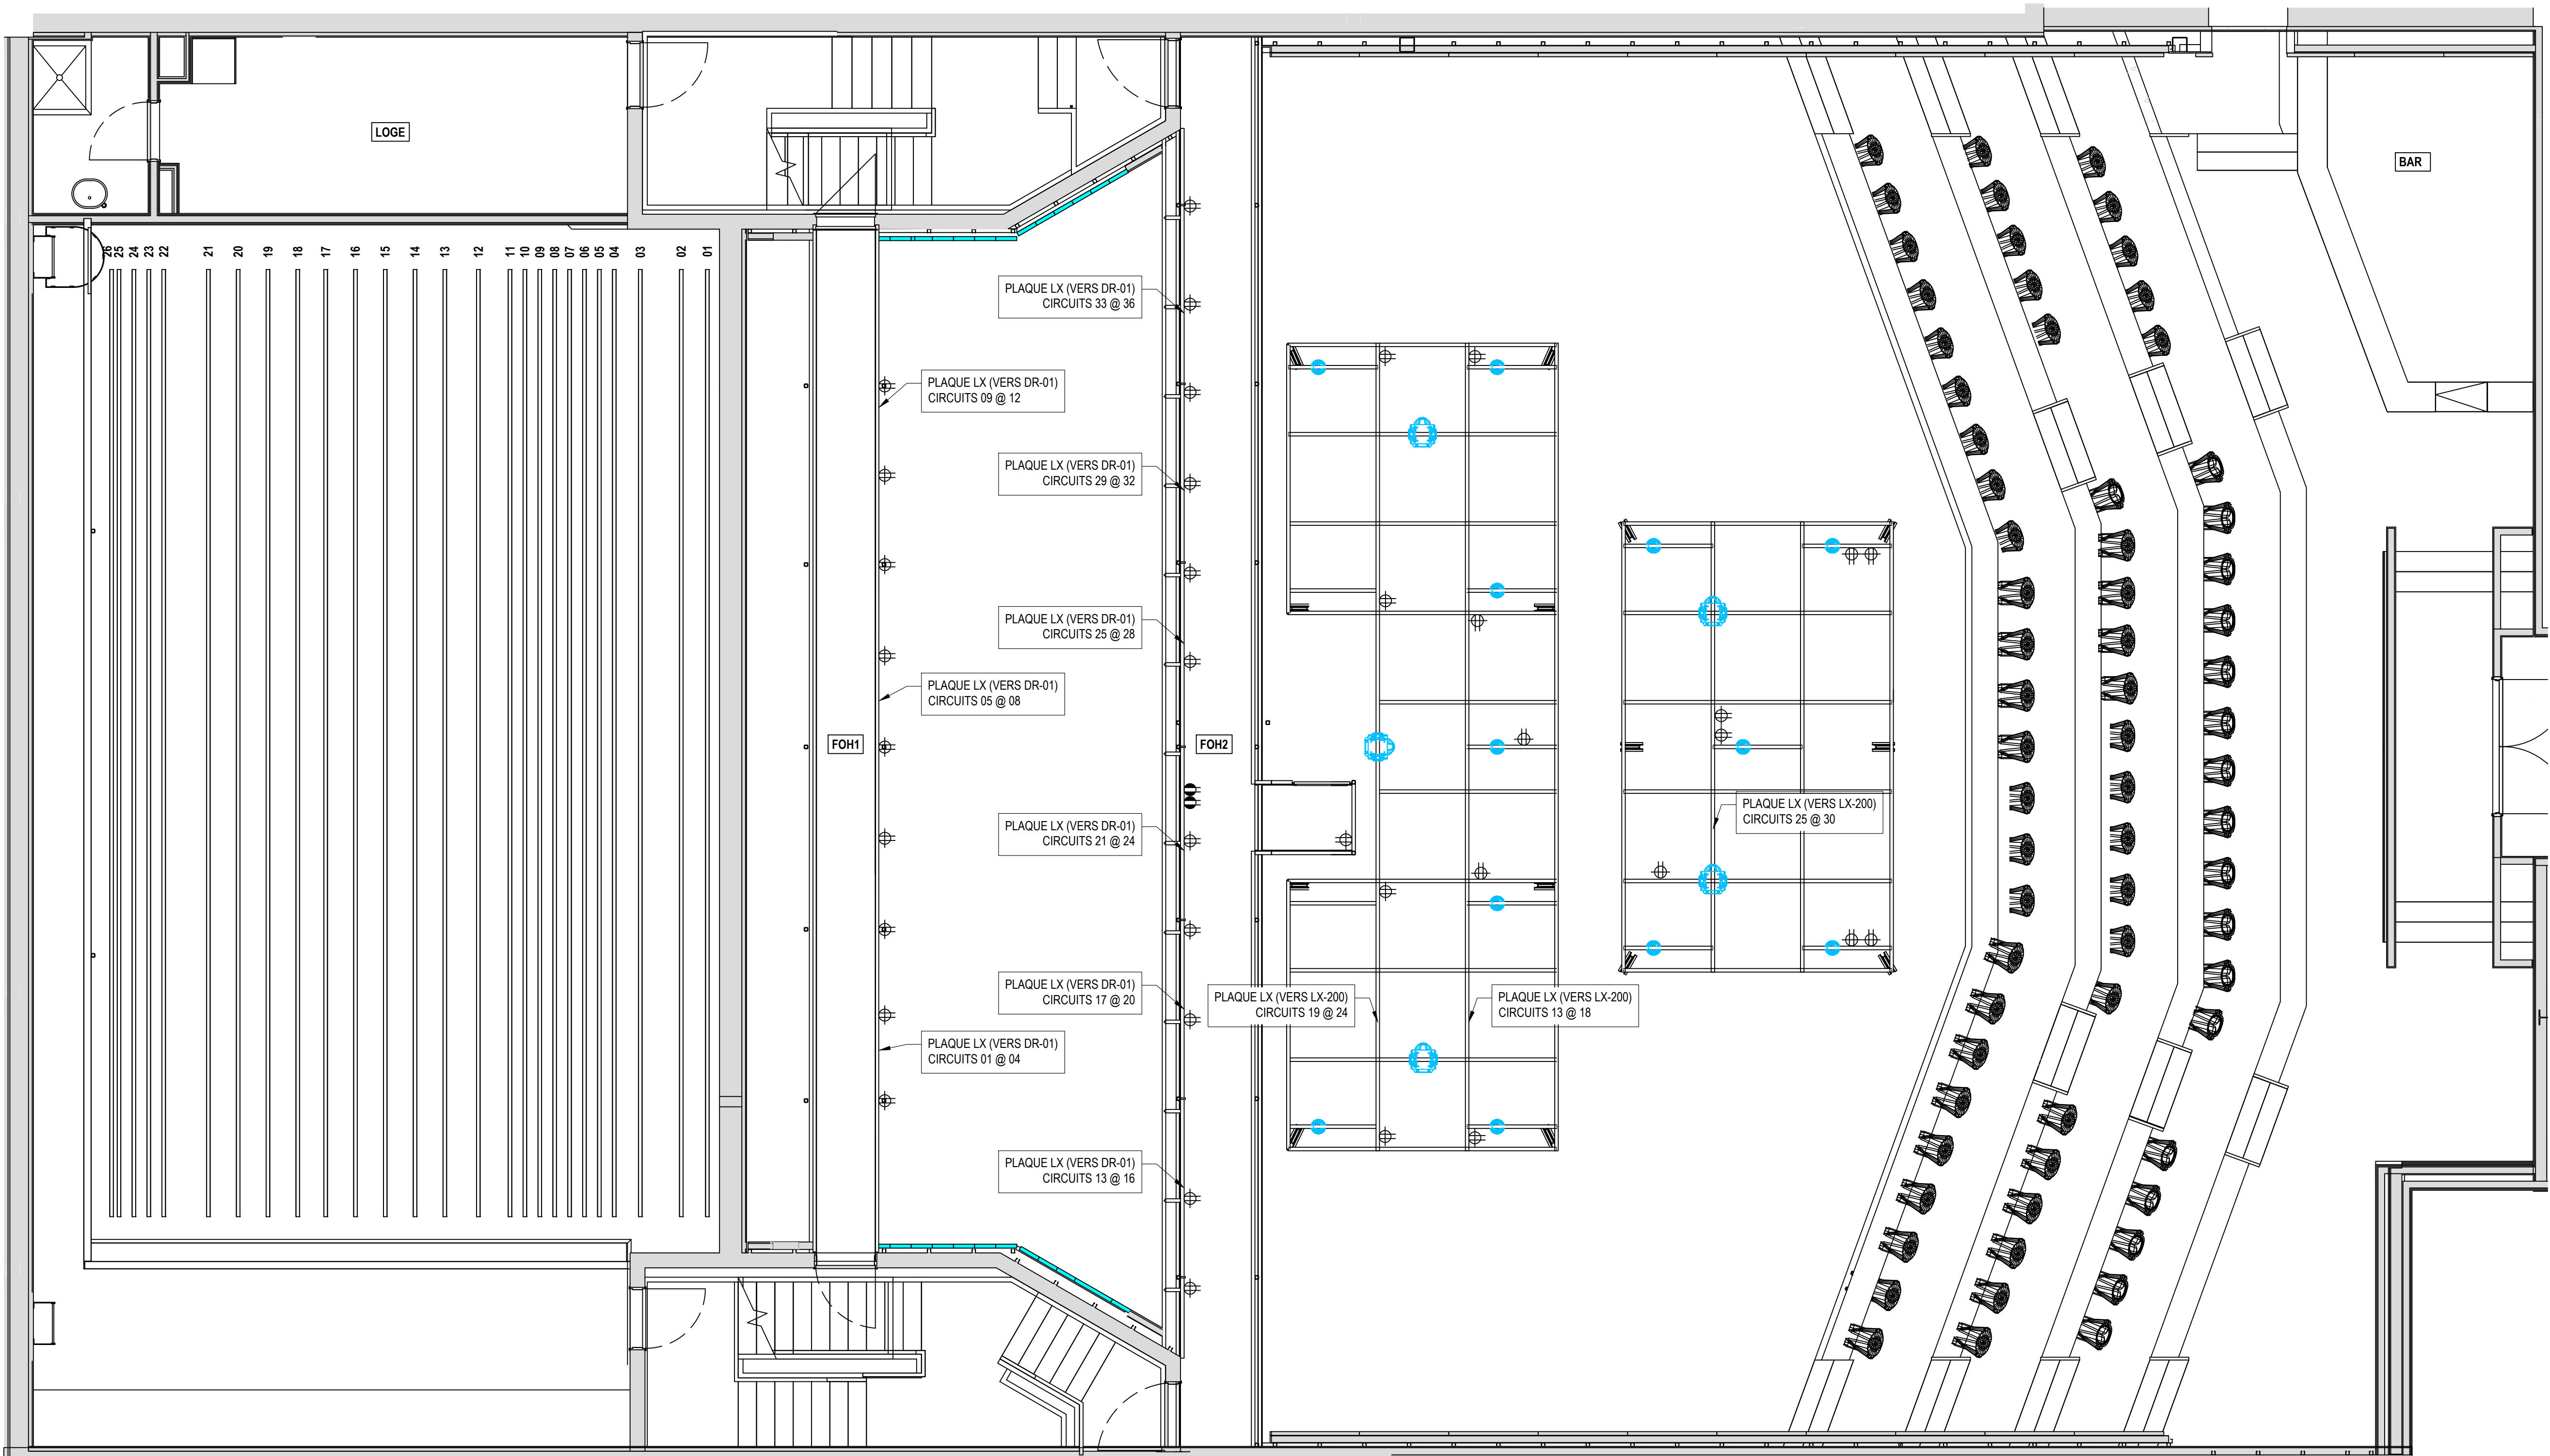 LOGE
BAR
26
25
24
23
22
21
20
19
18
17
16
15
14
13
12
11
10
09
08
07
06
05
04
03
02
01
PLAQUE LX (VERS DR-01)
CIRCUITS 33 @ 36
PLAQUE LX (VERS DR-01)
CIRCUITS 09 @ 12
PLAQUE LX (VERS DR-01)
CIRCUITS 29 @ 32
PLAQUE LX (VERS DR-01)
CIRCUITS 25 @ 28
PLAQUE LX (VERS DR-01)
CIRCUITS 05 @ 08
FOH1
FOH2
PLAQUE LX (VERS LX-200)
CIRCUITS 25 @ 30
PLAQUE LX (VERS DR-01)
CIRCUITS 21 @ 24
PLAQUE LX (VERS DR-01)
CIRCUITS 17 @ 20
PLAQUE LX (VERS LX-200)
CIRCUITS 19 @ 24
PLAQUE LX (VERS LX-200)
CIRCUITS 13 @ 18
PLAQUE LX (VERS DR-01)
CIRCUITS 01 @ 04
PLAQUE LX (VERS DR-01)
CIRCUITS 13 @ 16